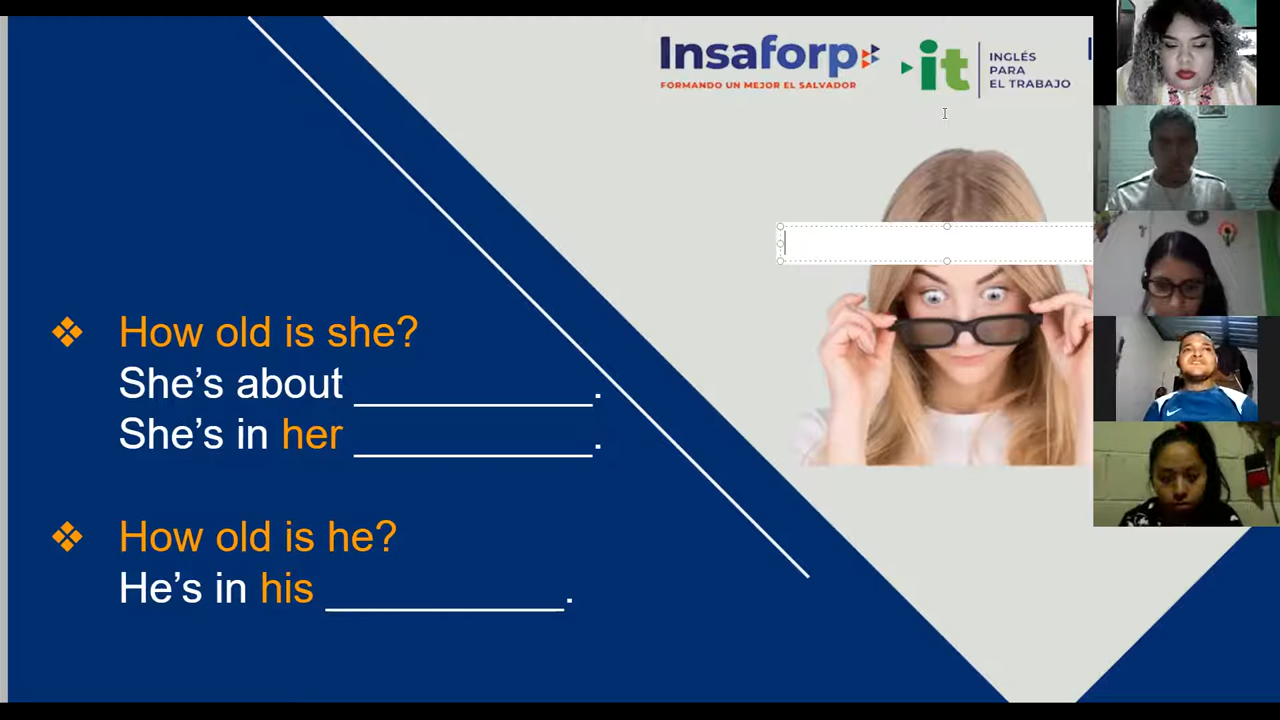 Insaforp
FORMANDO UN MEJOR EL SALVADOR
it
INGLÉS
PARA
EL TRABAJO
❖ How old is she?
She’s about ___________.
She’s in her ___________.
❖ How old is he?
He’s in his ___________.